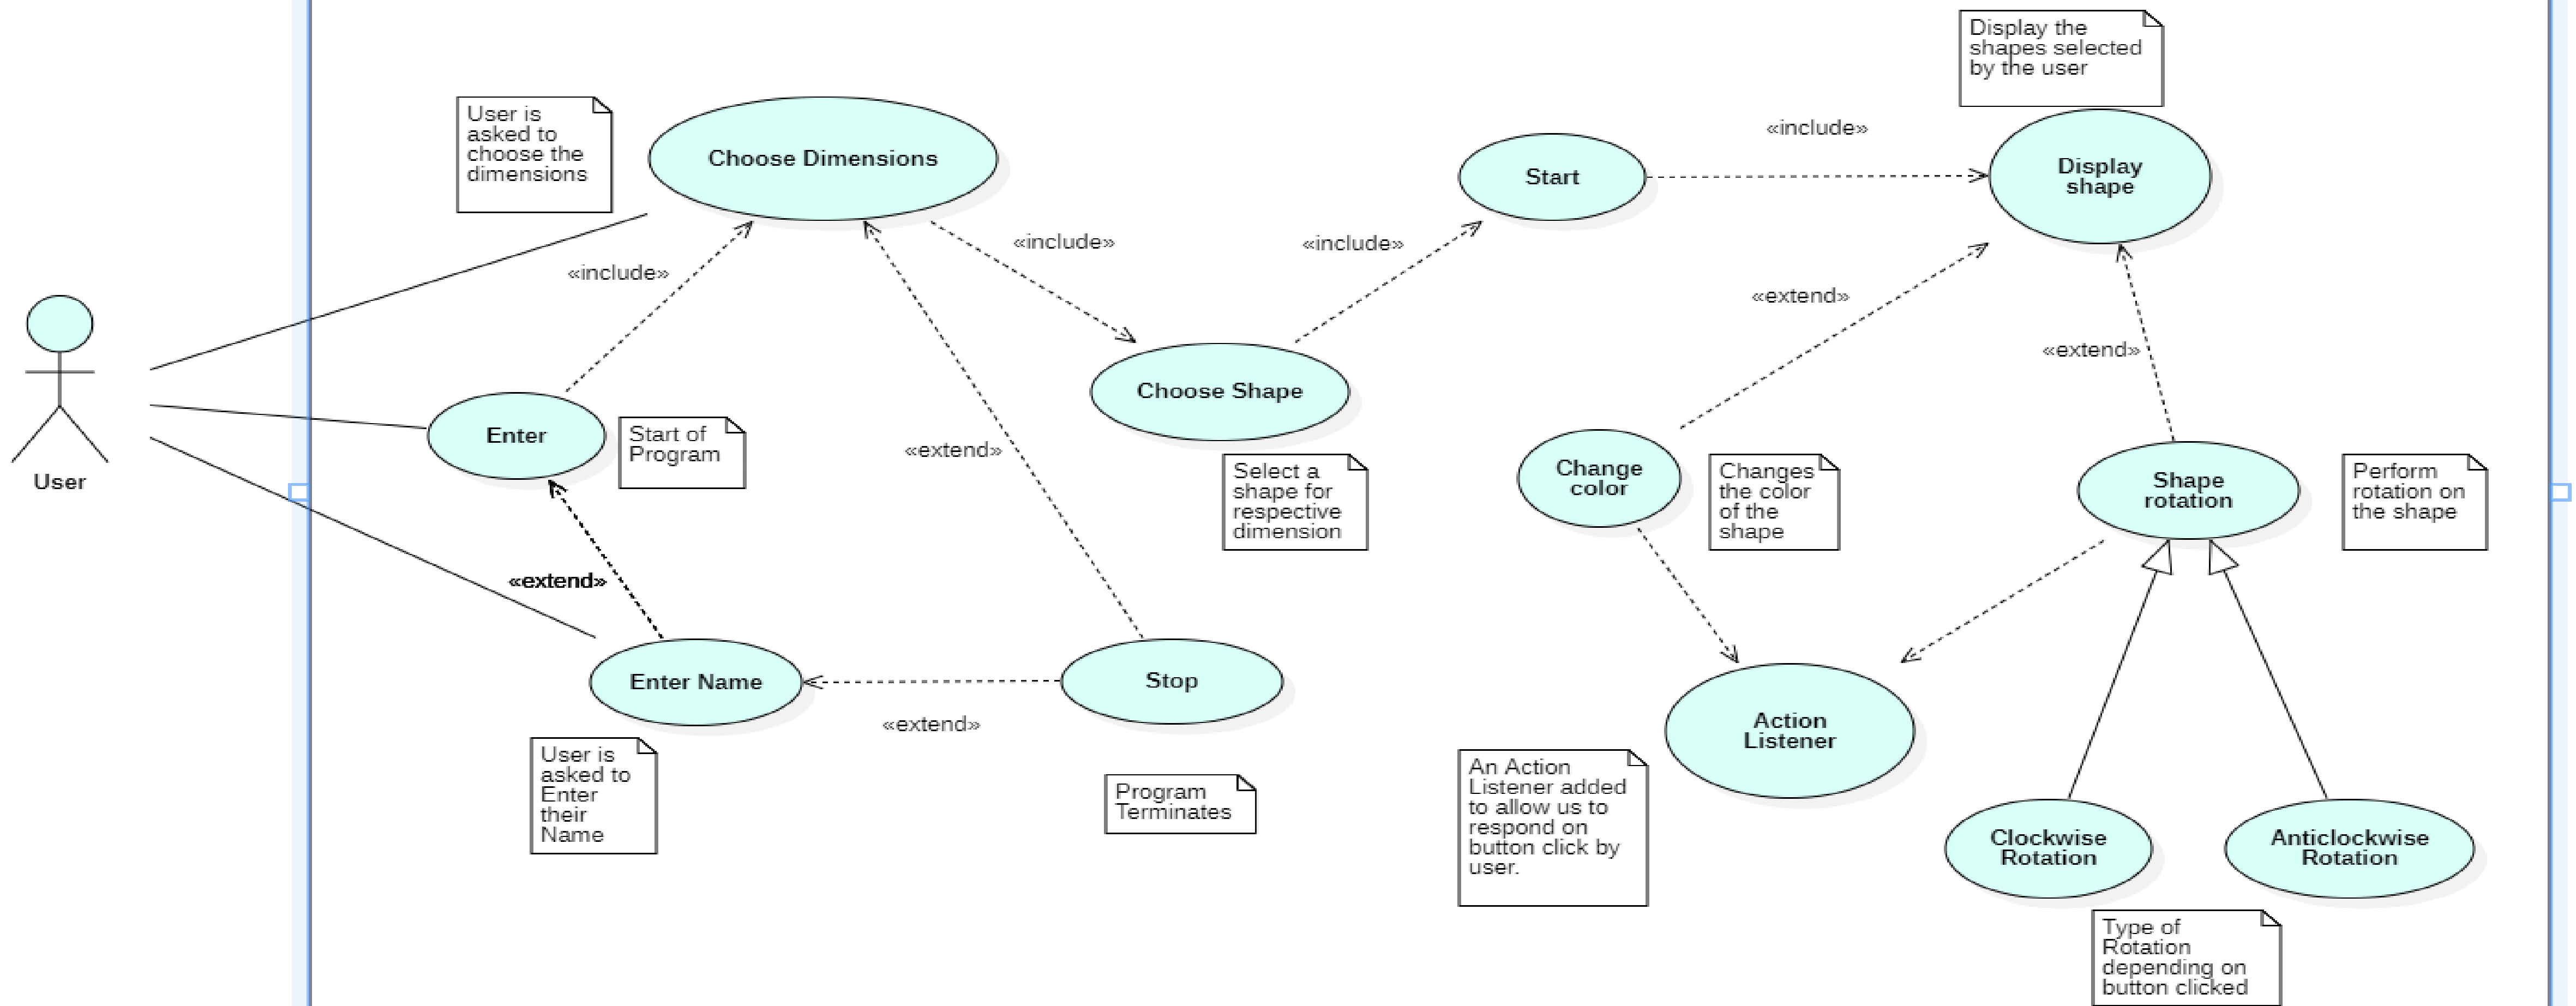 Display the
shapes selected
by the user
User is
asked to
choose the
dimensions
Choose Dimensions
«include»
Start
Display
shape
«include»
«include»
«include»
«extend»
«extend»
User
Enter
Start of
Program
Choose Shape
Select a
shape for
respective
dimension
«extend»
Change
color
Changes
the color
of the
shape
Shape
rotation
Perform
rotation on
the shape
«extend»
Enter Name
«extend»
Stop
User is
asked to
Enter
their
Name
Program
Terminates
Action
Listener
An Action
Listener added
to allow us to
respond on
button click by
user.
Clockwise
Rotation
Anticlockwise
Rotation
Type of
Rotation
depending on
button clicked